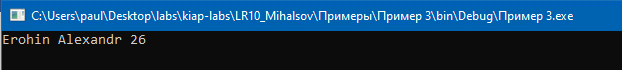 C:\Users\paul\Desktop\labs\kiap-labs\LR10_Mihalsov\Примеры\Пример 3\bin\Debug\Пример 3.exe
Erohin Alexandr 26